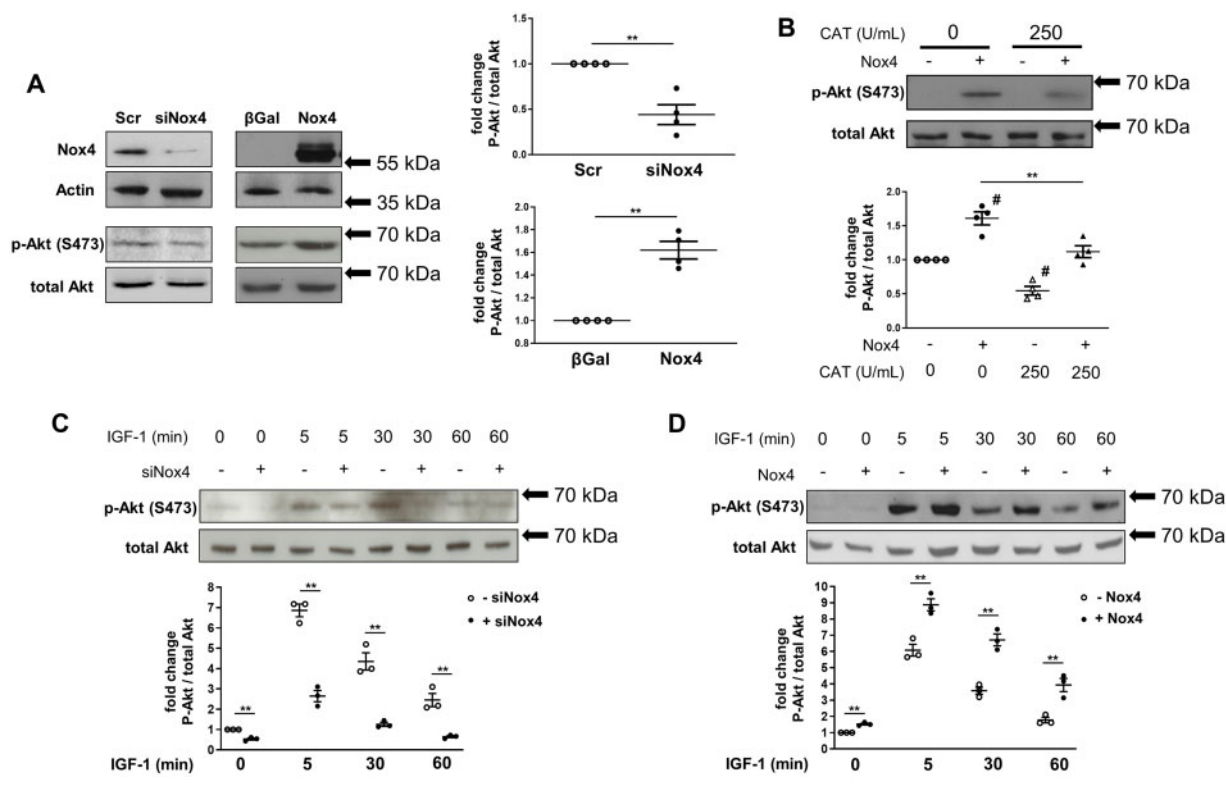 A
Scr siNox4 βGal Nox4
Nox4
55 kDa
Actin
35 kDa
p-Akt (S473)
70 kDa
total Akt
70 kDa
fold change
P-Akt / total Akt
1.5
1.0
0.5
0.0
**
Scr siNox4
fold change
P-Akt / total Akt
2.0
1.8
1.6
1.4
1.2
1.0
0.8
**
βGal Nox4
B
CAT (U/mL) 0 250
Nox4 - + - +
p-Akt (S473) 70 kDa
total Akt 70 kDa
fold change
P-Akt / total Akt
2.0
1.5
1.0
0.5
0.0
**
#
#
Nox4 - + - +
CAT (U/mL) 0 0 250 250
C
IGF-1 (min) 0 0 5 5 30 30 60 60
siNox4 - + - + - + - +
p-Akt (S473) 70 kDa
total Akt 70 kDa
fold change
P-Akt / total Akt
8
7
6
5
4
3
2
1
0
** ** ** **
- siNox4
+ siNox4
IGF-1 (min) 0 5 30 60
D
IGF-1 (min) 0 0 5 5 30 30 60 60
Nox4 - + - + - + - +
p-Akt (S473) 70 kDa
total Akt 70 kDa
fold change
P-Akt / total Akt
10
9
8
7
6
5
4
3
2
1
0
** ** ** **
- Nox4
+ Nox4
IGF-1 (min) 0 5 30 60